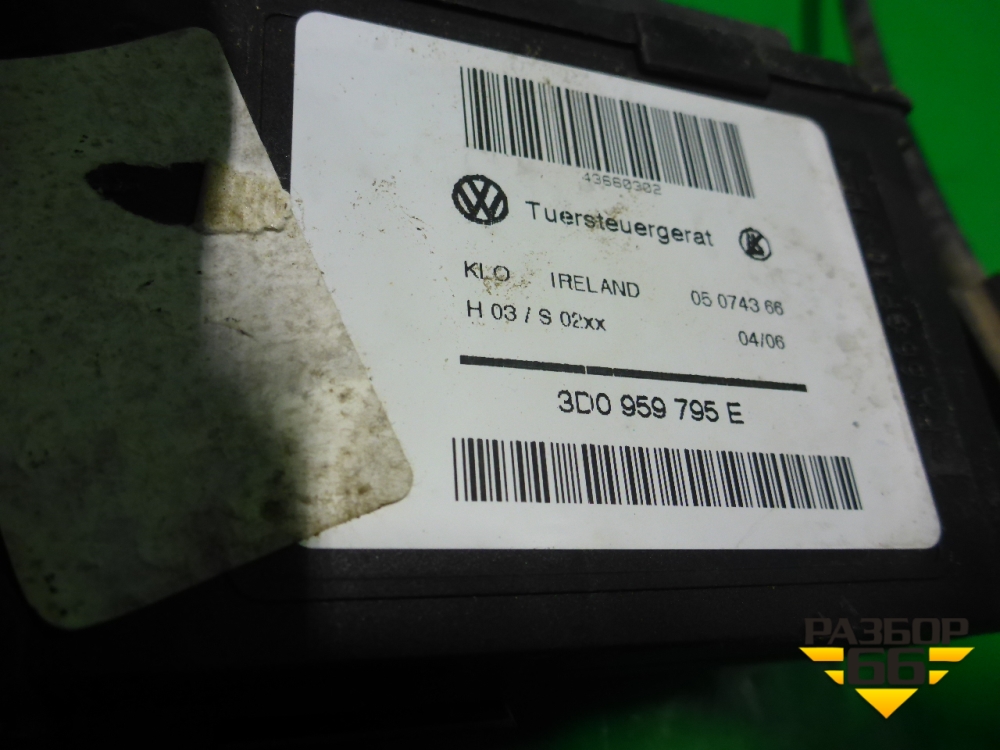 43660302
Tuersteuergerat
KLO IRELAND 05 0743 66
H 03 / S 02xx 04/06
3D0 959 795 E
РАЗБОР
66